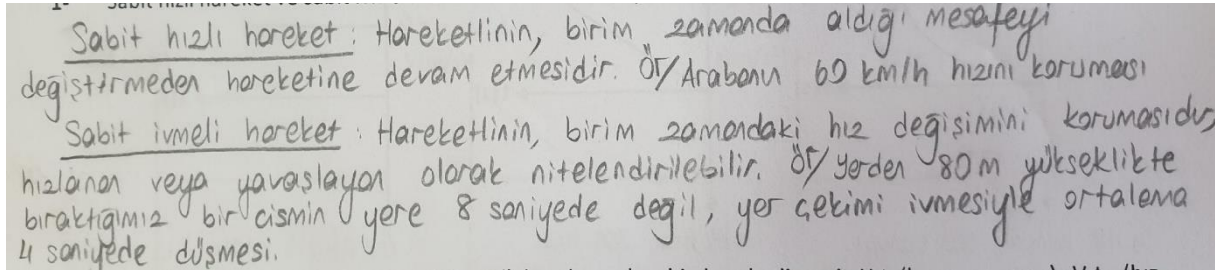 Sabit hızlı hareket : Hareketlinin, birim zamanda aldığı mesafeyi
değiştirmeden hareketine devam etmesidir. Ör/ Arabanın 60 km/h hızını koruması
Sabit ivmeli hareket : Hareketlinin, birim zamandaki hız değişimini korumasıdır,
hızlanan veya yavaşlayan olarak nitelendirilebilir. Ör/ Yerden 80 m yükseklikte
bıraktığımız bir cismin yere 8 saniyede değil, yer çekimi ivmesiyle ortalama
4 saniyede düşmesi.